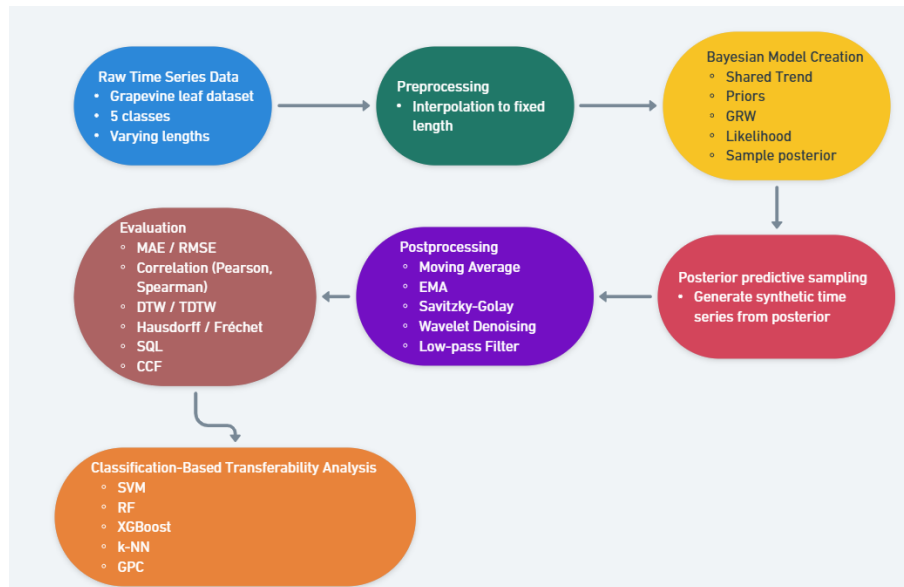 Raw Time Series Data
• Grapevine leaf dataset
• 5 classes
• Varying lengths
Preprocessing
• Interpolation to fixed
length
Bayesian Model Creation
◦ Shared Trend
◦ Priors
◦ GRW
◦ Likelihood
◦ Sample posterior
Posterior predictive sampling
• Generate synthetic time
series from posterior
Postprocessing
◦ Moving Average
◦ EMA
◦ Savitzky-Golay
◦ Wavelet Denoising
◦ Low-pass Filter
Evaluation
◦ MAE / RMSE
◦ Correlation (Pearson,
Spearman)
◦ DTW / TDTW
◦ Hausdorff / Fréchet
◦ SQL
◦ CCF
Classification-Based Transferability Analysis
◦ SVM
◦ RF
◦ XGBoost
◦ k-NN
◦ GPC